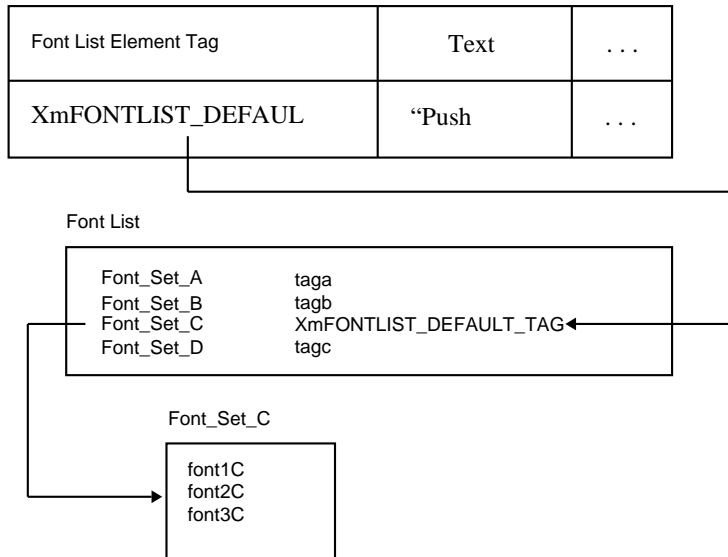 Font List Element Tag Text . . .
XmFONTLIST_DEFAUL “Push . . .
Font List
Font_Set_A taga
Font_Set_B tagb
Font_Set_C XmFONTLIST_DEFAULT_TAG
Font_Set_D tagc
Font_Set_C
font1C
font2C
font3C